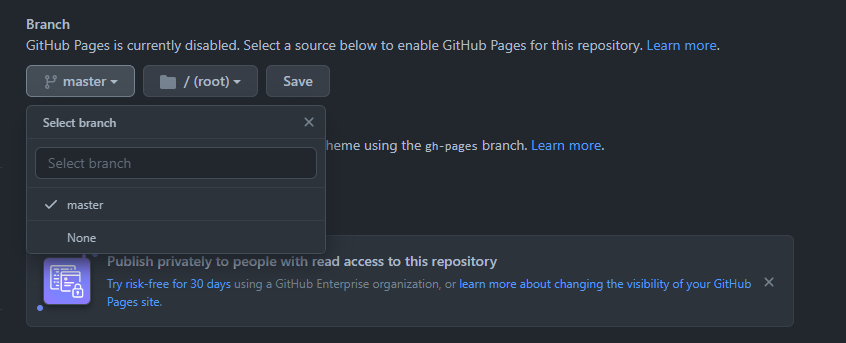 Branch
GitHub Pages is currently disabled. Select a source below to enable GitHub Pages for this repository. Learn more.
master
/ (root)
Save
Select branch
heme using the gh-pages branch. Learn more.
Select branch
master
None
Publish privately to people with read access to this repository
Try risk-free for 30 days using a GitHub Enterprise organization, or learn more about changing the visibility of your GitHub
Pages site.